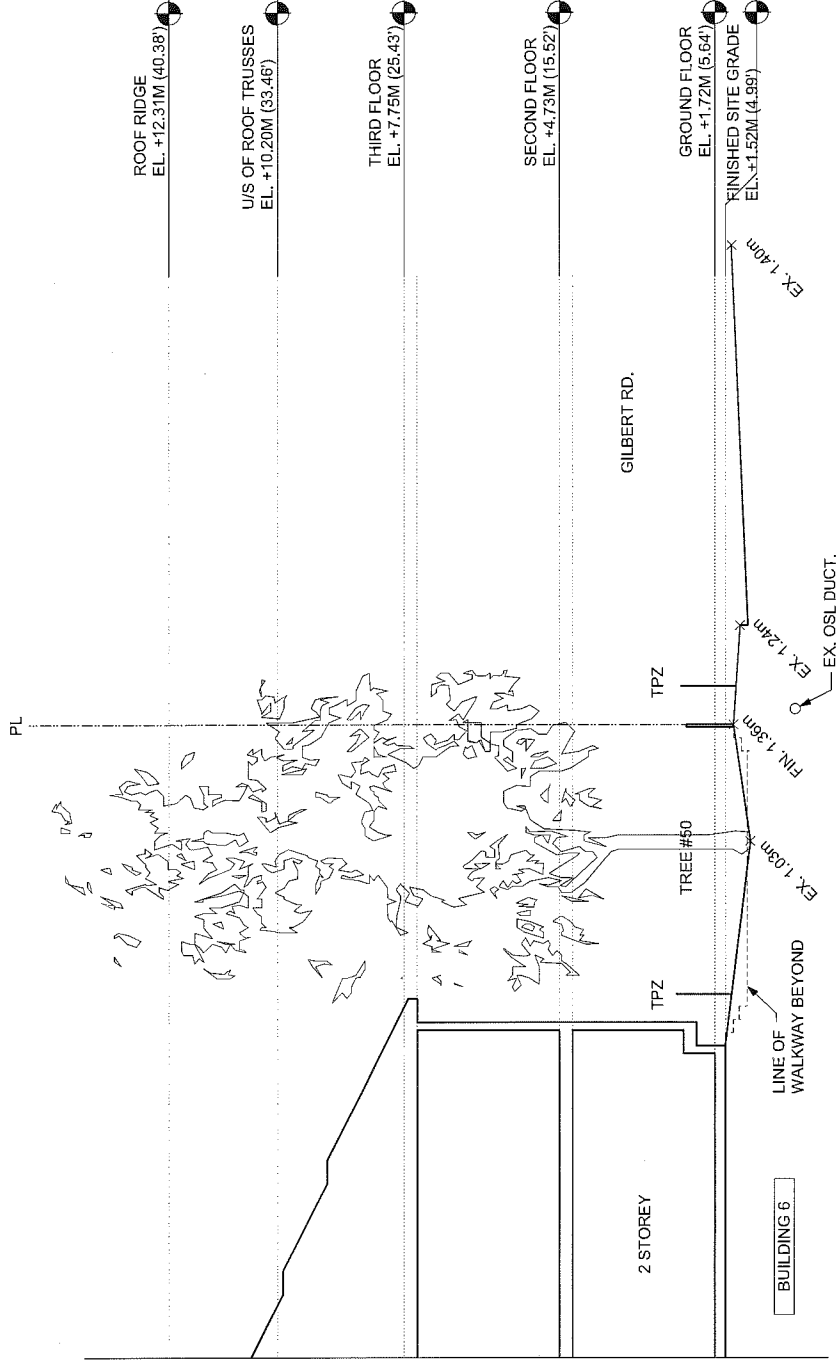 PL
ROOF RIDGE
EL. +12.31M (40.38')
U/S OF ROOF TRUSSES
EL. +10.20M (33.46')
THIRD FLOOR
EL. +7.75M (25.43')
SECOND FLOOR
EL. +4.73M (15.52')
GILBERT RD.
GROUND FLOOR
EL. +1.72M (5.64')
FINISHED SITE GRADE
EL. +1.52M (4.99')
2 STOREY
TPZ
TREE #50
TPZ
EX. 1.03m
FIN. 1.36m
EX. 1.24m
EX. 1.40m
LINE OF
WALKWAY BEYOND
EX. OSL DUCT.
BUILDING 6